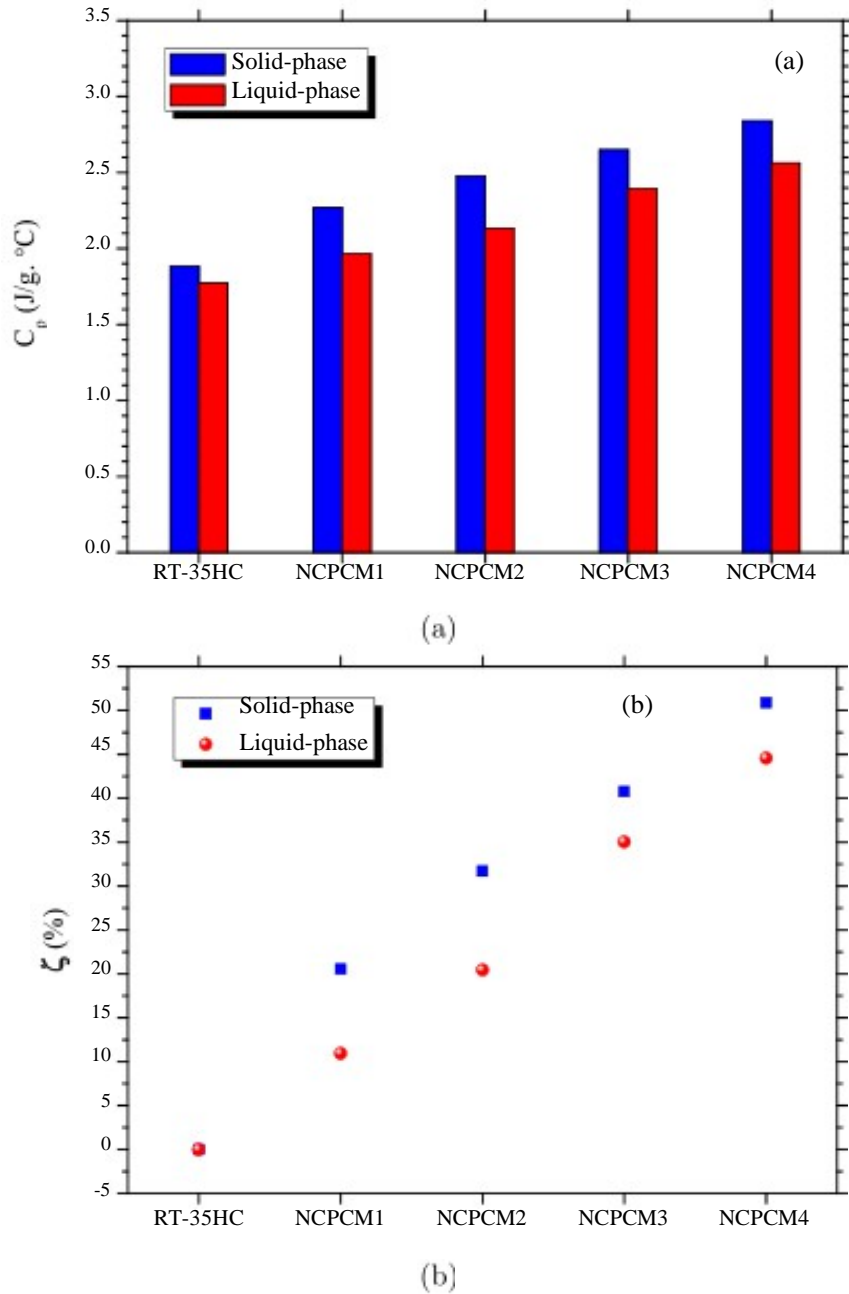 3.5
(a)
Solid-phase
Liquid-phase
3.0
2.5
2.0
1.5
1.0
0.5
0.0
Cp (J/g. °C)
RT-35HC NCPCM1 NCPCM2 NCPCM3 NCPCM4
(a)
55
(b)
Solid-phase
Liquid-phase
50
45
40
35
30
25
20
15
10
5
0
-5
ζ (%)
RT-35HC NCPCM1 NCPCM2 NCPCM3 NCPCM4
(b)